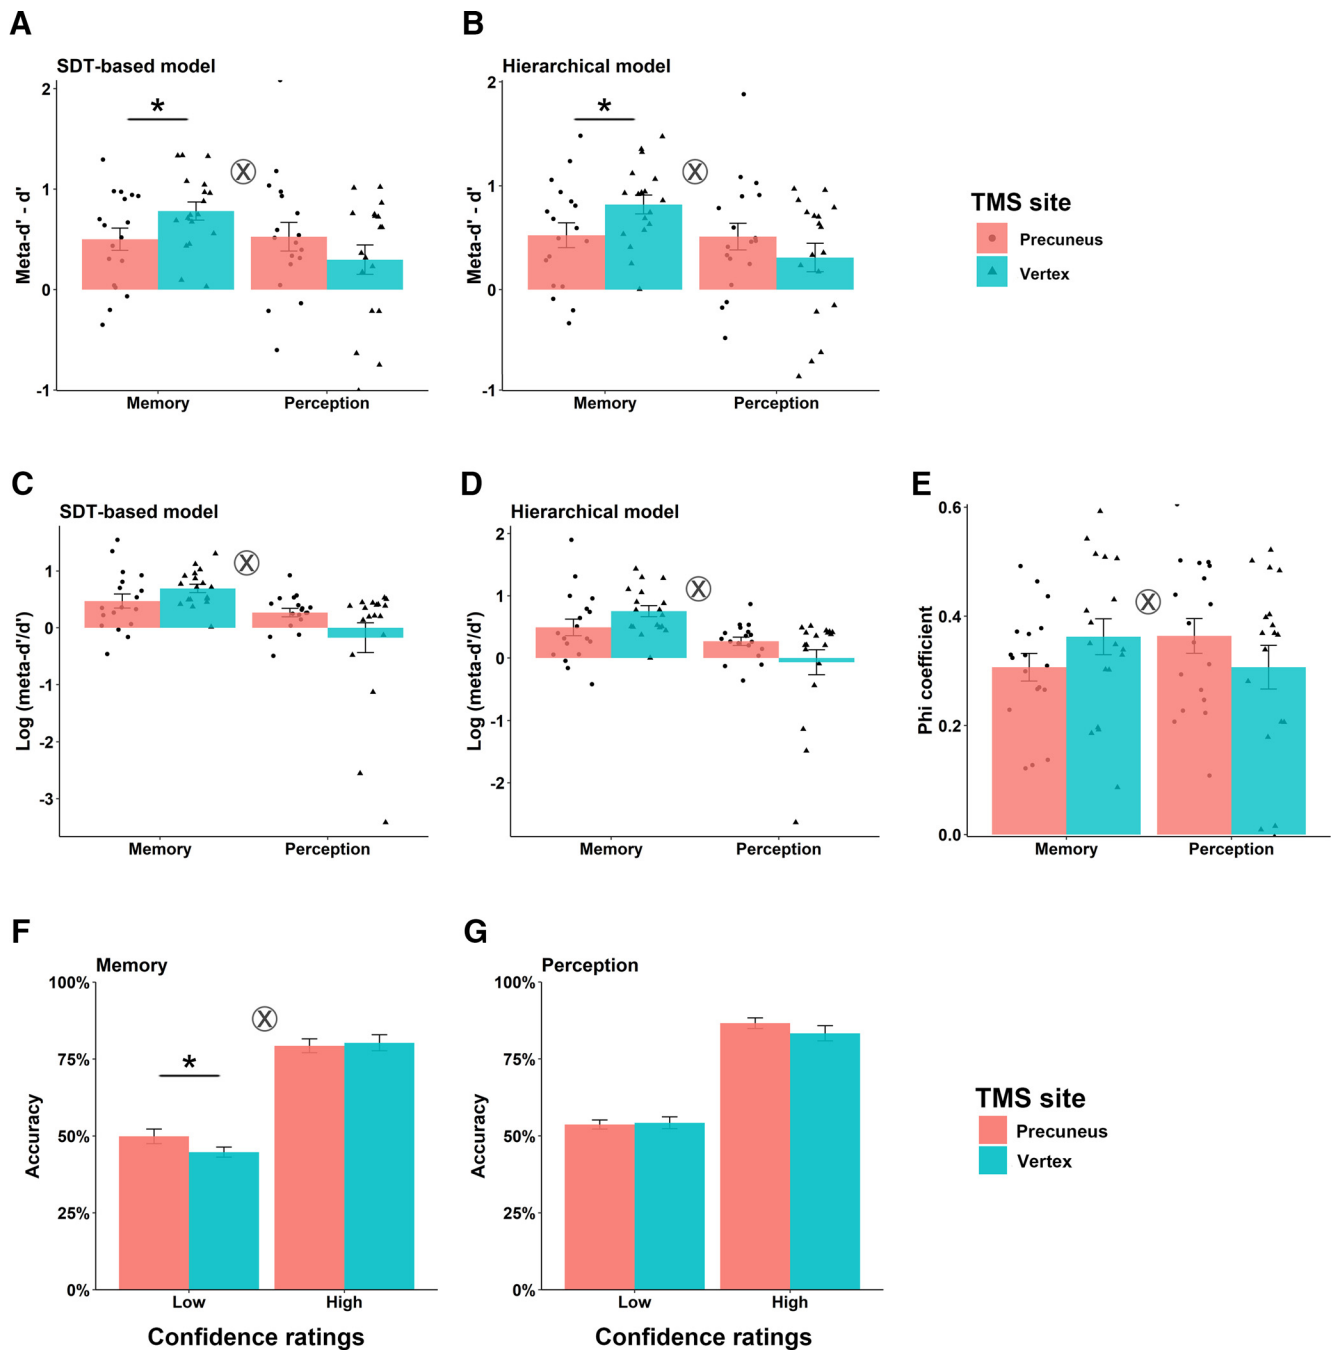 A
B
SDT-based model
Hierarchical model
2
1
0
-1
Meta-d' - d'
*
X
Memory
Perception
2
1
0
-1
Meta-d' - d'
*
X
Memory
Perception
TMS site
Precuneus
Vertex
C
D
E
SDT-based model
1
0
-1
-2
-3
Log (meta-d'/d')
X
Memory
Perception
Hierarchical model
2
1
0
-1
-2
Log (meta-d'/d')
X
Memory
Perception
0.6
0.4
0.2
0.0
Phi coefficient
X
Memory
Perception
F
G
Memory
100%
75%
50%
25%
0%
Accuracy
*
X
Low
High
Confidence ratings
Perception
100%
75%
50%
25%
0%
Accuracy
Low
High
Confidence ratings
TMS site
Precuneus
Vertex